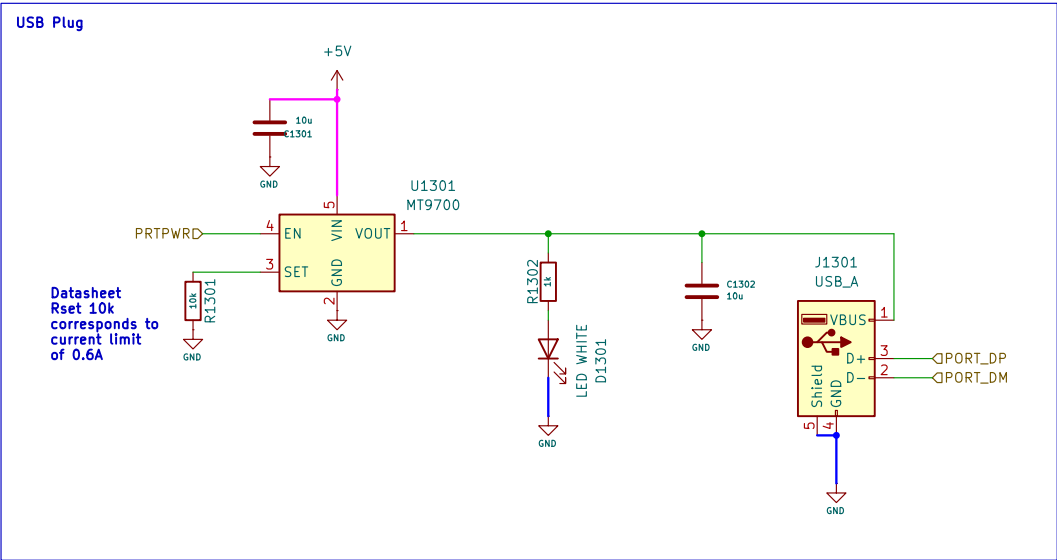 USB Plug
+5V
10u
C1301
GND
U1301
MT9700
5
PRTPWR
4
EN
VIN
VOUT
1
3
SET
GND
2
GND
10k
R1301
GND
Datasheet
Rset 10k
corresponds to
current limit
of 0.6A
R1302
1k
LED WHITE
D1301
GND
C1302
10u
GND
J1301
USB_A
VBUS
1
D+
3
PORT_DP
D-
2
PORT_DM
Shield
GND
5
4
GND